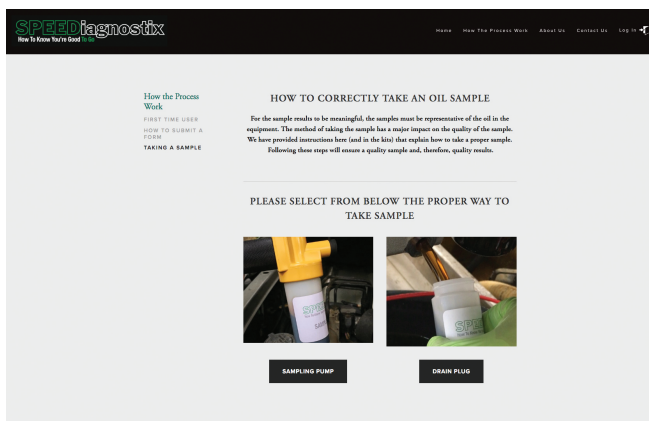 SPEEDiagnostix
How To Know You're Good To Go
Home How The Process Work About Us Contact Us Log In
How the Process
Work
FIRST TIME USER
HOW TO SUBMIT A
FORM
TAKING A SAMPLE
HOW TO CORRECTLY TAKE AN OIL SAMPLE
For the sample results to be meaningful, the samples must be representative of the oil in the
equipment. The method of taking the sample has a major impact on the quality of the sample.
We have provided instructions here (and in the kits) that explain how to take a proper sample.
Following these steps will ensure a quality sample and, therefore, quality results.
PLEASE SELECT FROM BELOW THE PROPER WAY TO
TAKE SAMPLE
SPEE
SPE
SAMPLING PUMP
DRAIN PLUG